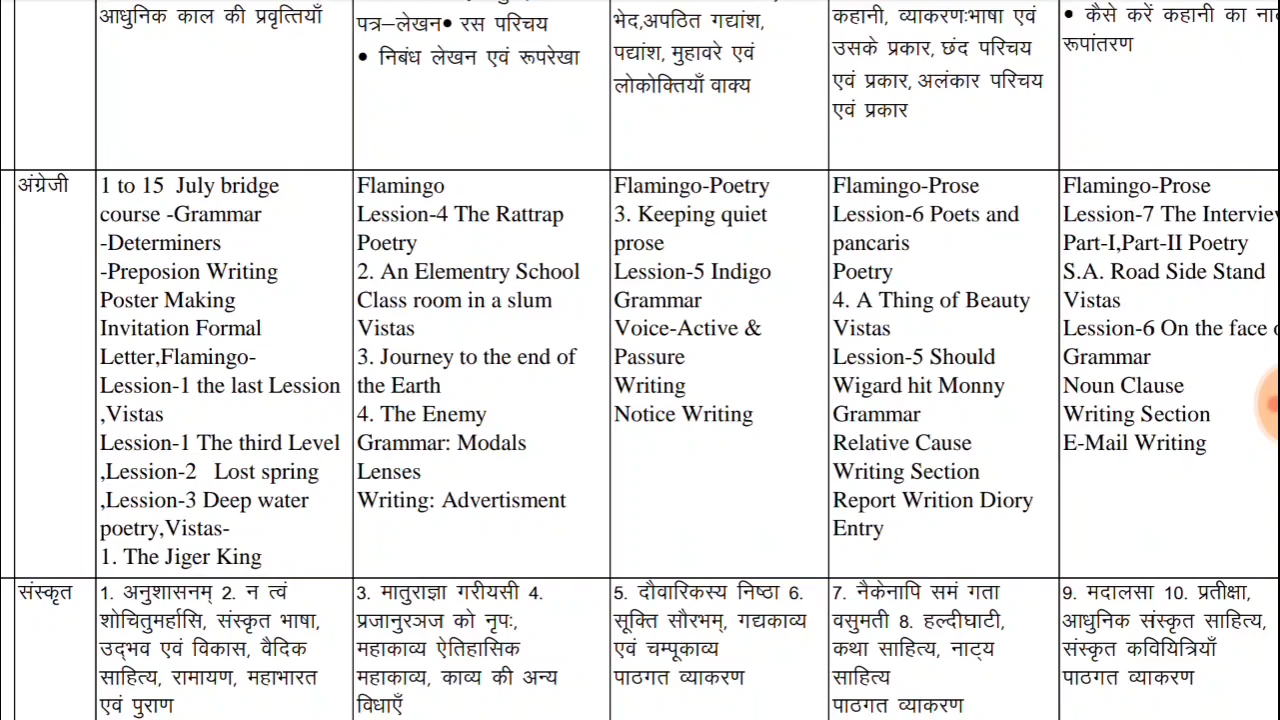 आधुनिक काल की प्रवृत्तियाँ
पत्र–लेखन• रस परिचय
• निबंध लेखन एवं रूपरेखा
भेद,अपठित गद्यांश,
पद्यांश, मुहावरे एवं
लोकोक्तियाँ वाक्य
कहानी, व्याकरणःभाषा एवं
उसके प्रकार, छंद परिचय
एवं प्रकार, अलंकार परिचय
एवं प्रकार
• कैसे करें कहानी का
रूपांतरण
अंग्रेजी
1 to 15 July bridge
course -Grammar
-Determiners
-Preposion Writing
Poster Making
Invitation Formal
Letter,Flamingo-
Lession-1 the last Lession
,Vistas
Lession-1 The third Level
,Lession-2 Lost spring
,Lession-3 Deep water
poetry,Vistas-
1. The Jiger King
Flamingo
Lession-4 The Rattrap
Poetry
2. An Elementry School
Class room in a slum
Vistas
3. Journey to the end of
the Earth
4. The Enemy
Grammar: Modals
Lenses
Writing: Advertisment
Flamingo-Poetry
3. Keeping quiet
prose
Lession-5 Indigo
Grammar
Voice-Active &
Passure
Writing
Notice Writing
Flamingo-Prose
Lession-6 Poets and
pancaris
Poetry
4. A Thing of Beauty
Vistas
Lession-5 Should
Wigard hit Monny
Grammar
Relative Cause
Writing Section
Report Writion Diory
Entry
Flamingo-Prose
Lession-7 The
Part-I,Part-II Poetry
S.A. Road Side Stand
Vistas
Lession-6 On the face
Grammar
Noun Clause
Writing Section
E-Mail Writing
संस्कृत
1. अनुशासनम् 2. न त्वं
शोचितुमर्हासि, संस्कृत भाषा,
उद्भव एवं विकास, वैदिक
साहित्य, रामायण, महाभारत
एवं पुराण
3. मातुराज्ञा गरीयसी 4.
प्रजानुरञज को नृपः,
महाकाव्य ऐतिहासिक
महाकाव्य, काव्य की अन्य
विधाएँ
5. दौवारिकस्य निष्ठा 6.
सूक्ति सौरभम्, गद्यकाव्य
एवं चम्पूकाव्य
पाठगत व्याकरण
7. नैकेनापि समं गता
वसुमती 8. हल्दीघाटी,
कथा साहित्य, नाट्य
साहित्य
पाठगत व्याकरण
9. मदालसा 10. प्रतीक्षा,
आधुनिक संस्कृत साहित्य,
संस्कृत कवियित्रियाँ
पाठगत व्याकरण